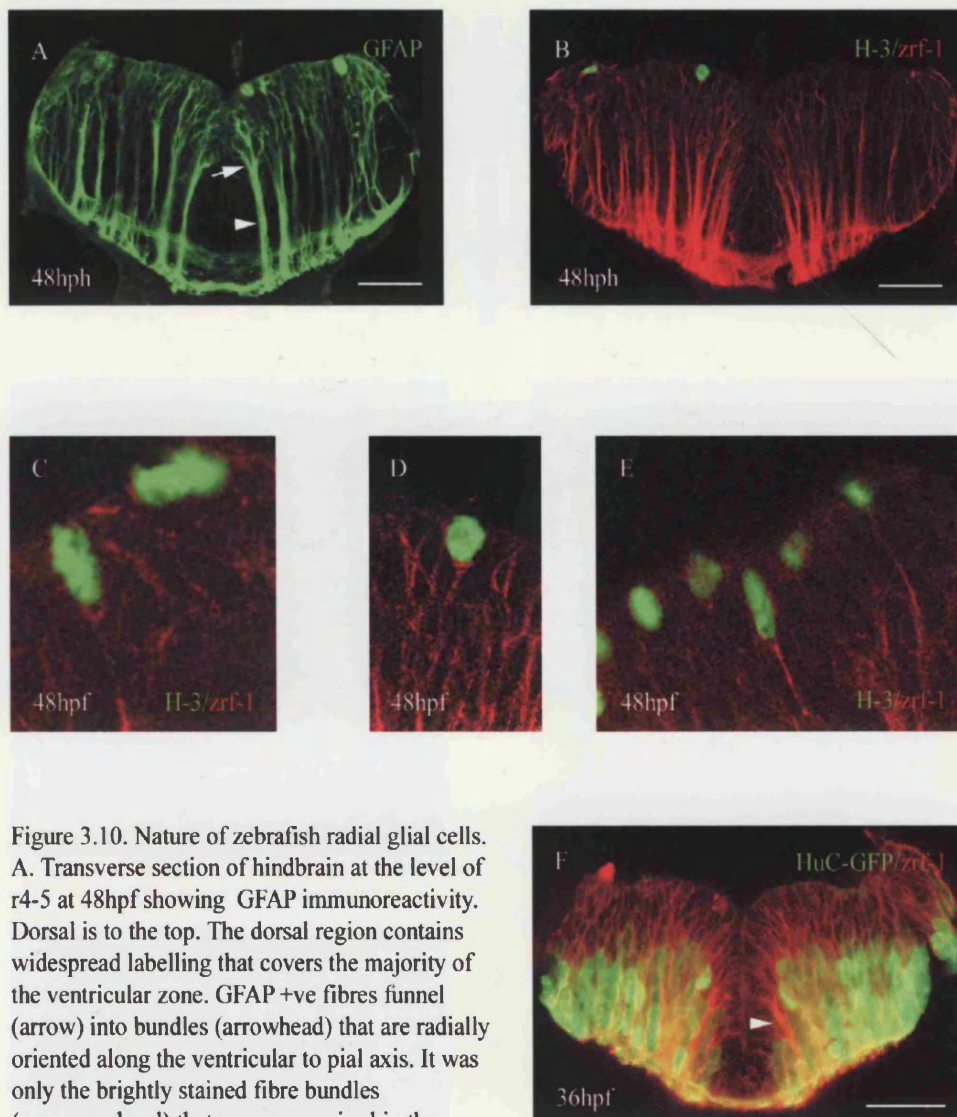 A
GFAP
48hph
B
H-3/zrf-1
48hph
C
48hpf
H-3/zrf-1
D
48hpf
E
48hpf
H-3/zrf-1
Figure 3.10. Nature of zebrafish radial glial cells.
A. Transverse section of hindbrain at the level of
r4-5 at 48hpf showing GFAP immunoreactivity.
Dorsal is to the top. The dorsal region contains
widespread labelling that covers the majority of
the ventricular zone. GFAP +ve fibres funnel
(arrow) into bundles (arrowhead) that are radially
oriented along the ventricular to pial axis. It was
only the brightly stained fibre bundles
F
HuC-GFP/zrf-1
36hpf